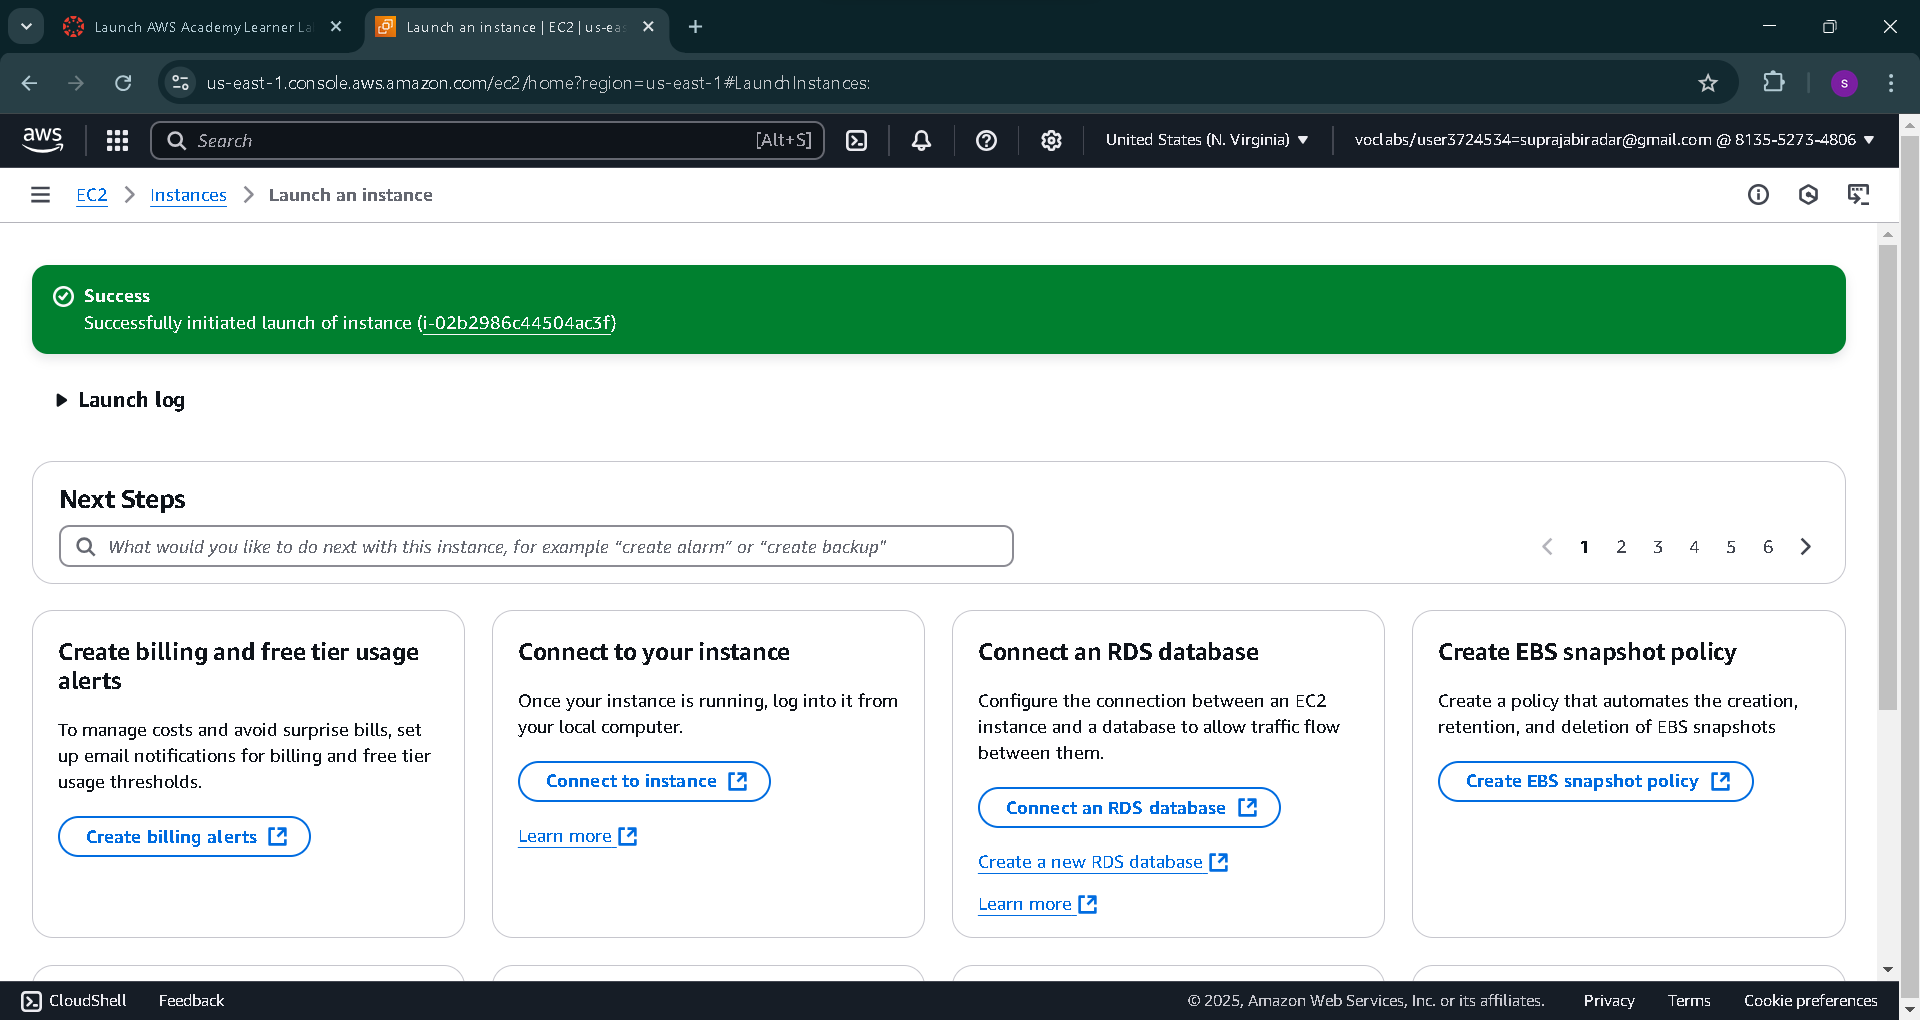 Launch AWS Academy Learner La
Launch an instance | EC2 | us-eas
us-east-1.console.aws.amazon.com/ec2/home?region=us-east-1#LaunchInstances:
S
aws
Search
[Alt+S]
United States (N. Virginia)
voclabs/user3724534=suprajabiradar@gmail.com @ 8135-5273-4806
EC2
Instances
Launch an instance
Success
Successfully initiated launch of instance (i-02b2986c44504ac3f)
Launch log
Next Steps
What would you like to do next with this instance, for example "create alarm" or "create backup"
1 2 3 4 5 6
Create billing and free tier usage
alerts
To manage costs and avoid surprise bills, set
up email notifications for billing and free tier
usage thresholds.
Create billing alerts
Connect to your instance
Once your instance is running, log into it from
your local computer.
Connect to instance
Learn more
Connect an RDS database
Configure the connection between an EC2
instance and a database to allow traffic flow
between them.
Connect an RDS database
Create a new RDS database
Learn more
Create EBS snapshot policy
Create a policy that automates the creation,
retention, and deletion of EBS snapshots
Create EBS snapshot policy
CloudShell
Feedback
© 2025, Amazon Web Services, Inc. or its affiliates.
Privacy
Terms
Cookie preferences